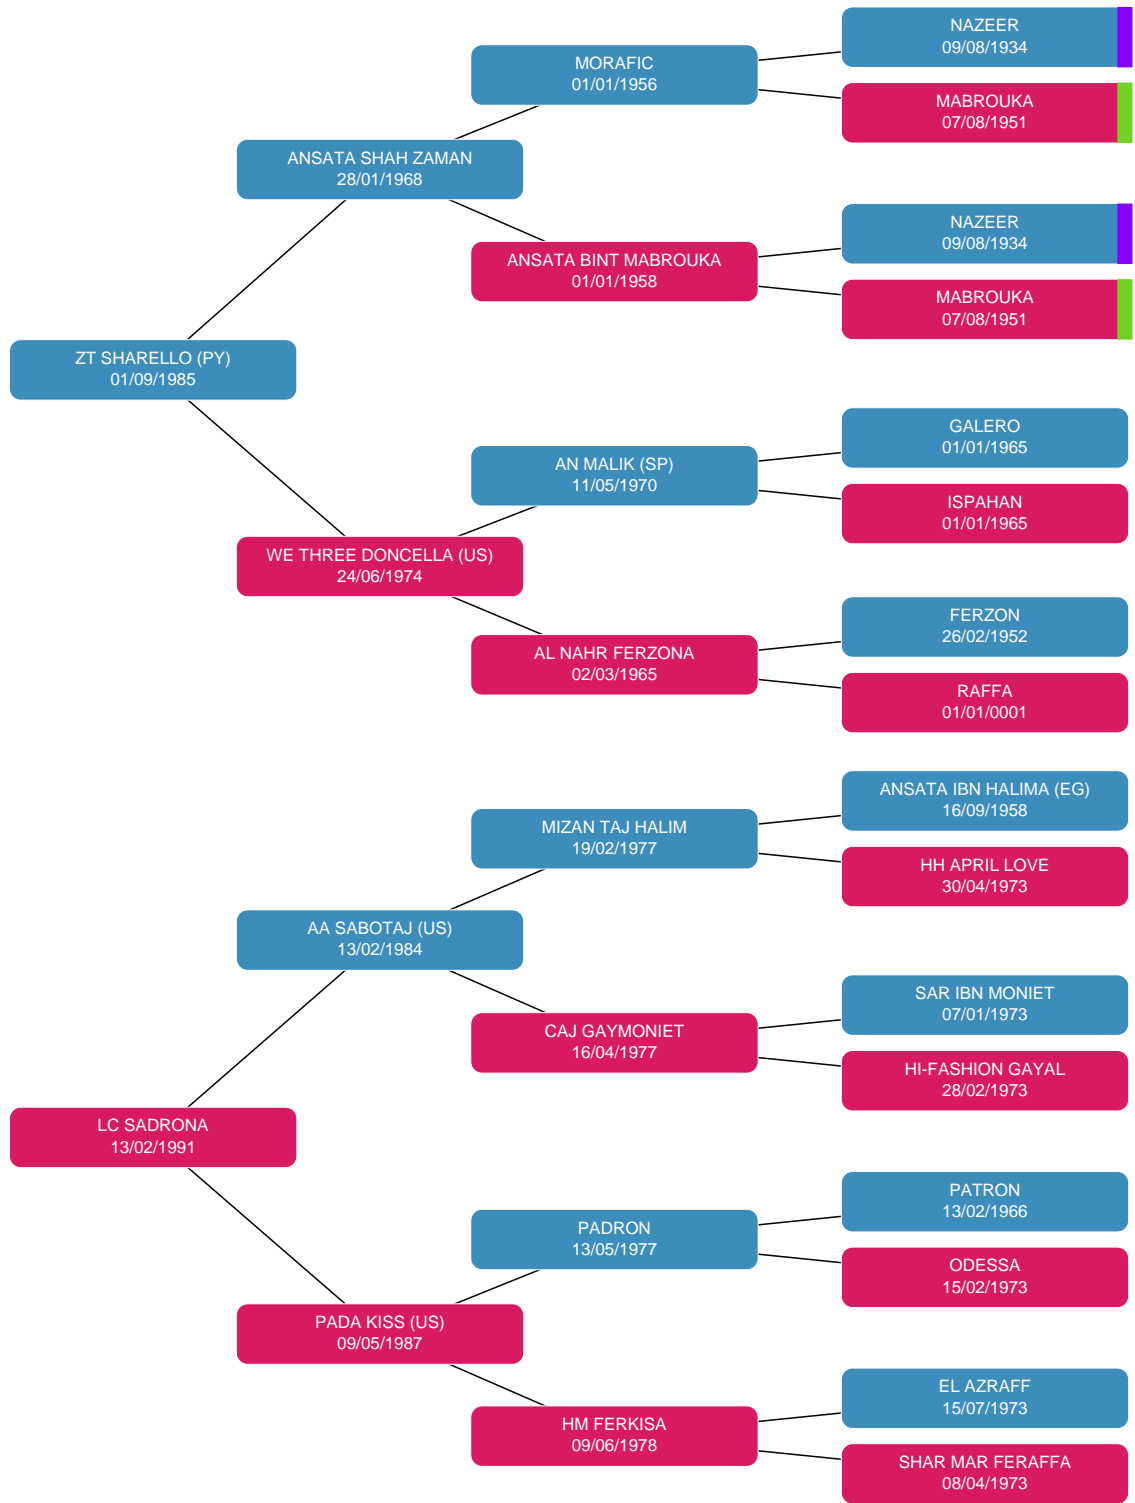 NAZEER
09/08/1934
MORAFIC
01/01/1956
MABROUKA
07/08/1951
ANSATA SHAH ZAMAN
28/01/1968
NAZEER
09/08/1934
ANSATA BINT MABROUKA
01/01/1958
MABROUKA
07/08/1951
ZT SHARELLO (PY)
01/09/1985
GALERO
01/01/1965
AN MALIK (SP)
11/05/1970
ISPAHAN
01/01/1965
WE THREE DONCELLA (US)
24/06/1974
FERZON
26/02/1952
AL NAHR FERZONA
02/03/1965
RAFFA
01/01/0001
ANSATA IBN HALIMA (EG)
16/09/1958
MIZAN TAJ HALIM
19/02/1977
HH APRIL LOVE
30/04/1973
AA SABOTAJ (US)
13/02/1984
SAR IBN MONIET
07/01/1973
CAJ GAYMONIET
16/04/1977
HI-FASHION GAYAL
28/02/1973
LC SADRONA
13/02/1991
PATRON
13/02/1966
PADRON
13/05/1977
ODESSA
15/02/1973
PADA KISS (US)
09/05/1987
EL AZRAFF
15/07/1973
HM FERKISA
09/06/1978
SHAR MAR FERAFFA
08/04/1973